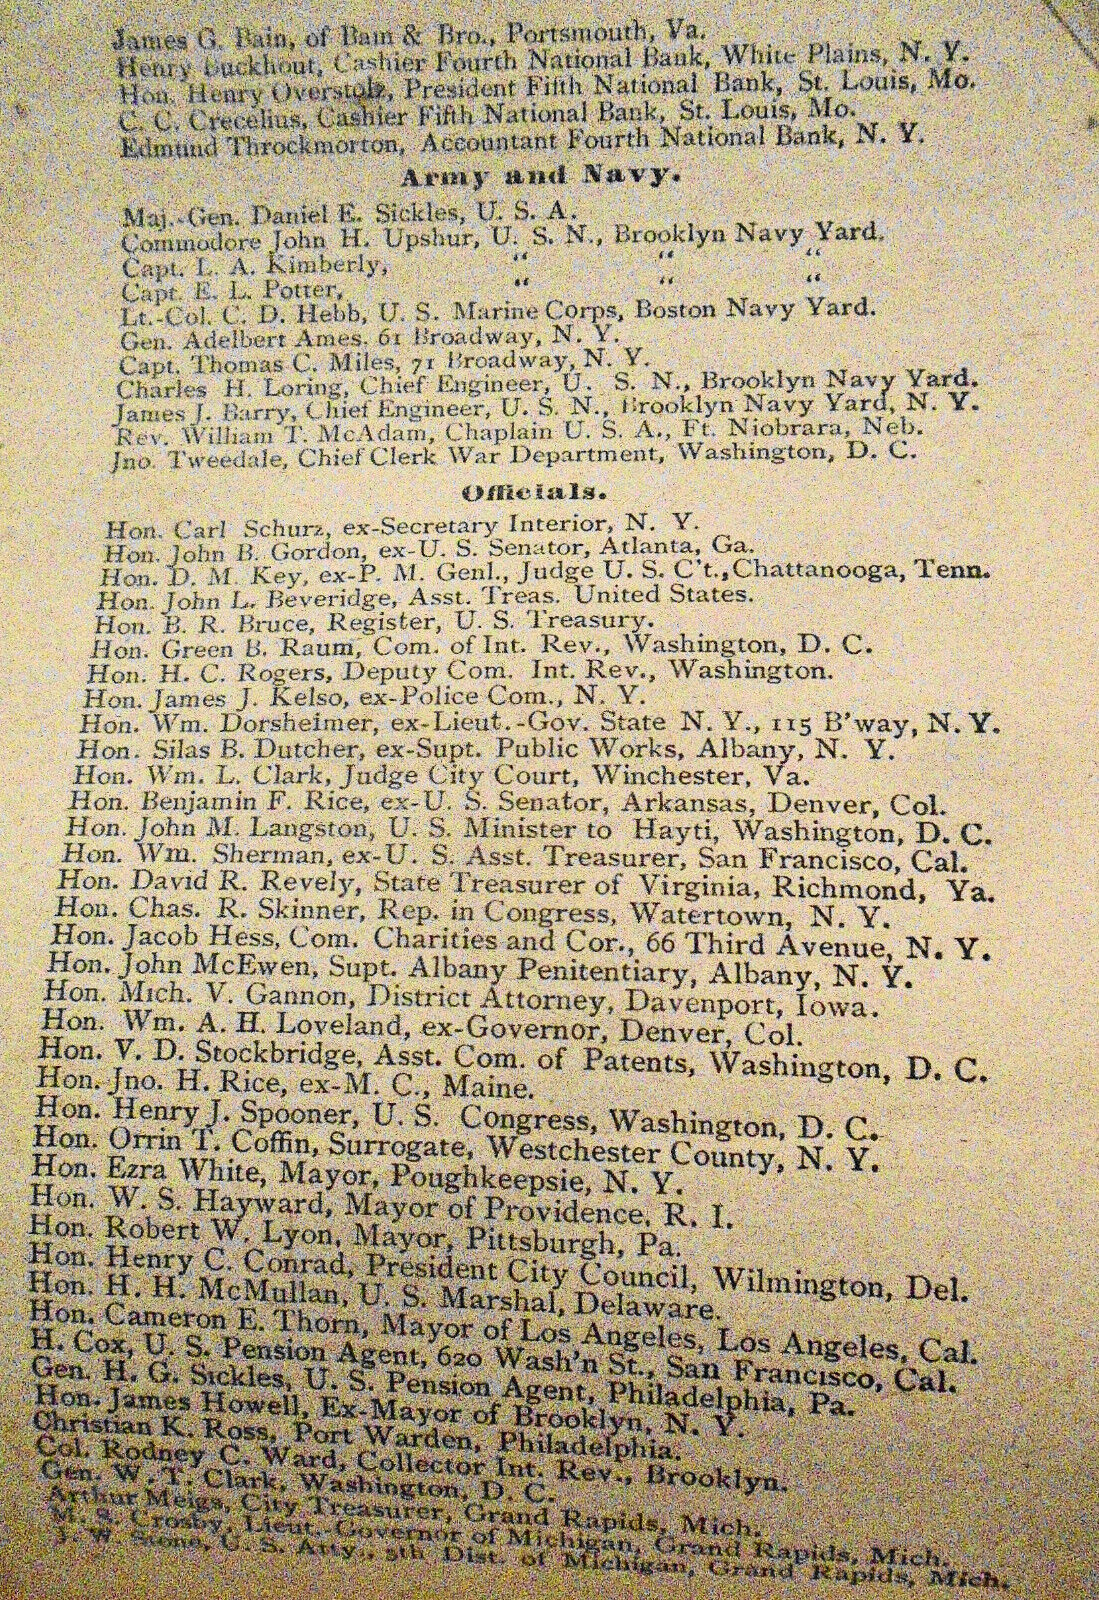 James G. Bain, of Bain & Bro., Portsmouth, Va.
Henry Buckhout, Cashier Fourth National Bank, White Plains, N. Y.
Hon. Henry Overstolz, President Fifth National Bank, St. Louis, Mo.
C. C. Crecelius, Cashier Fifth National Bank, St. Louis, Mo.
Edmund Throckmorton, Accountant Fourth National Bank, N. Y.
Army and Navy.
Maj.-Gen. Daniel E. Sickles, U. S. A.
Commodore John H. Upshur, U. S. N., Brooklyn Navy Yard.
Capt. L. A. Kimberly, “ “ “
Capt. E. L. Potter, “ “ “
Lt.-Col. C. D. Hebb, U. S. Marine Corps, Boston Navy Yard.
Gen. Adelbert Ames. 61 Broadway, N. Y.
Capt. Thomas C. Miles, 71 Broadway, N. Y.
Charles H. Loring, Chief Engineer, U. S. N., Brooklyn Navy Yard.
James J. Barry, Chief Engineer, U. S. N., Brooklyn Navy Yard, N. Y.
Rev. William T. McAdam, Chaplain U. S. A., Ft. Niobrara, Neb.
Jno. Tweedale, Chief Clerk War Department, Washington, D. C.
Officials.
Hon. Carl Schurz, ex-Secretary Interior, N. Y.
Hon. John B. Gordon, ex-U. S. Senator, Atlanta, Ga.
Hon. D. M. Key, ex-P. M. Genl., Judge U. S. C't., Chattanooga, Tenn.
Hon. John L. Beveridge, Asst. Treas. United States.
Hon. B. R. Bruce, Register, U. S. Treasury.
Hon. Green B. Raum, Com. of Int. Rev., Washington, D. C.
Hon. H. C. Rogers, Deputy Com. Int. Rev., Washington.
Hon. James J. Kelso, ex-Police Com., N. Y.
Hon. Wm. Dorsheimer, ex-Lieut.-Gov. State N. Y., 115 B'way, N. Y.
Hon. Silas B. Dutcher, ex-Supt. Public Works, Albany, N. Y.
Hon. Wm. L. Clark, Judge City Court, Winchester, Va.
Hon. Benjamin F. Rice, ex-U. S. Senator, Arkansas, Denver, Col.
Hon. John M. Langston, U. S. Minister to Hayti, Washington, D. C.
Hon. Wm. Sherman, ex-U. S. Asst. Treasurer, San Francisco, Cal.
Hon. David R. Revely, State Treasurer of Virginia, Richmond, Va.
Hon. Chas. R. Skinner, Rep. in Congress, Watertown, N. Y.
Hon. Jacob Hess, Com. Charities and Cor., 66 Third Avenue, N. Y.
Hon. John McEwen, Supt. Albany Penitentiary, Albany, N. Y.
Hon. Mich. V. Gannon, District Attorney, Davenport, Iowa.
Hon. Wm. A. H. Loveland, ex-Governor, Denver, Col.
Hon. V. D. Stockbridge, Asst. Com. of Patents, Washington, D. C.
Hon. Jno. H. Rice, ex-M. C., Maine.
Hon. Henry J. Spooner, U. S. Congress, Washington, D. C.
Hon. Orrin T. Coffin, Surrogate, Westchester County, N. Y.
Hon. Ezra White, Mayor, Poughkeepsie, N. Y.
Hon. W. S. Hayward, Mayor of Providence, R. I.
Hon. Robert W. Lyon, Mayor, Pittsburgh, Pa.
Hon. Henry C. Conrad, President City Council, Wilmington, Del.
Hon. H. H. McMullan, U. S. Marshal, Delaware.
Hon. Cameron E. Thorn, Mayor of Los Angeles, Los Angeles, Cal.
H. Cox, U. S. Pension Agent, 620 Wash'n St., San Francisco, Cal.
Gen. H. G. Sickles, U. S. Pension Agent, Philadelphia, Pa.
Hon. James Howell, Ex-Mayor of Brooklyn, N. Y.
Christian K. Ross, Port Warden, Philadelphia.
Col. Rodney C. Ward, Collector Int. Rev., Brooklyn.
Gen. W. T. Clark, Washington, D. C.
Arthur Meigs, City Treasurer, Grand Rapids, Mich.
M. S. Crosby, Lieut.-Governor of Michigan, Grand Rapids, Mich.
J. W. Stone, U. S. Atty., Dist. of Michigan, Grand Rapids, Mich.